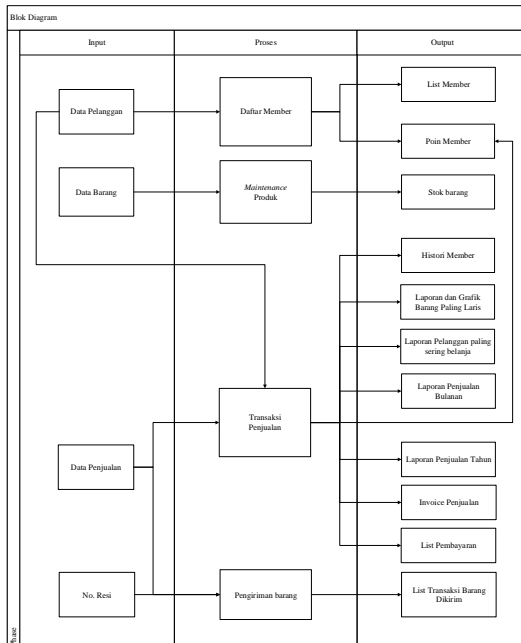 Blok Diagram
Input
Proses
Output
Phase
Data Pelanggan
Daftar Member
List Member
Poin Member
Data Barang
Maintenance
Produk
Stok barang
Histori Member
Laporan dan Grafik
Barang Paling Laris
Laporan Pelanggan paling
sering belanja
Laporan Penjualan
Bulanan
Transaksi
Penjualan
Data Penjualan
Laporan Penjualan Tahun
Invoice Penjualan
List Pembayaran
No. Resi
Pengiriman barang
List Transaksi Barang
Dikirim